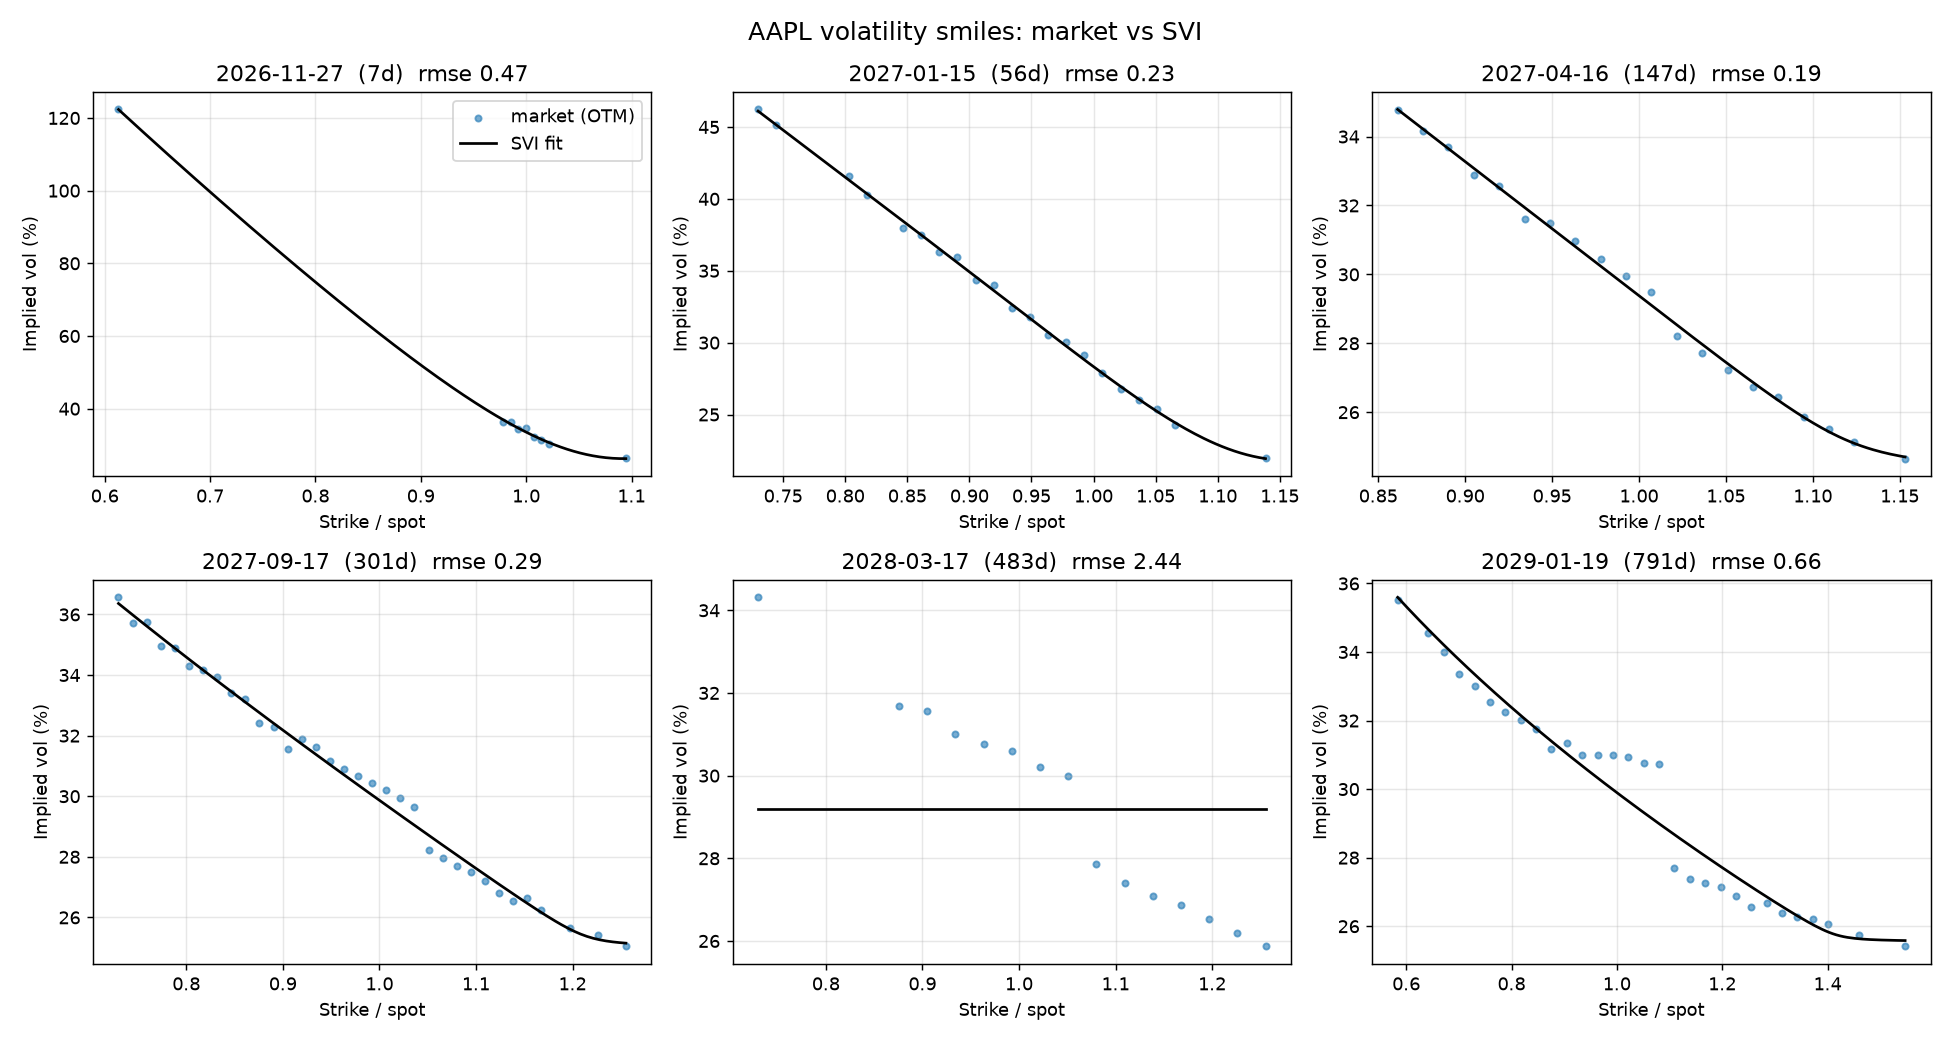 AAPL volatility smiles: market vs SVI
2026-11-27  (7d)  rmse 0.47
market (OTM)
SVI fit
120
100
80
60
40
Implied vol (%)
0.6 0.7 0.8 0.9 1.0 1.1
Strike / spot
2027-01-15  (56d)  rmse 0.23
45
40
35
30
25
Implied vol (%)
0.75 0.80 0.85 0.90 0.95 1.00 1.05 1.10 1.15
Strike / spot
2027-04-16  (147d)  rmse 0.19
34
32
30
28
26
Implied vol (%)
0.85 0.90 0.95 1.00 1.05 1.10 1.15
Strike / spot
2027-09-17  (301d)  rmse 0.29
36
34
32
30
28
26
Implied vol (%)
0.8 0.9 1.0 1.1 1.2
Strike / spot
2028-03-17  (483d)  rmse 2.44
34
32
30
28
26
Implied vol (%)
0.8 0.9 1.0 1.1 1.2
Strike / spot
2029-01-19  (791d)  rmse 0.66
36
34
32
30
28
26
Implied vol (%)
0.6 0.8 1.0 1.2 1.4
Strike / spot